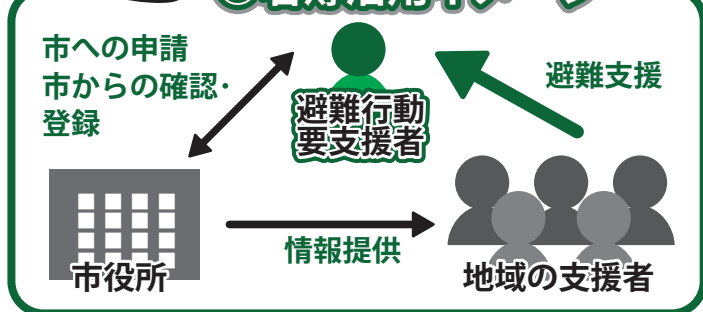 市への申請
市からの確認・
登録
避難行動
要支援者
避難支援
情報提供
市役所
地域の支援者